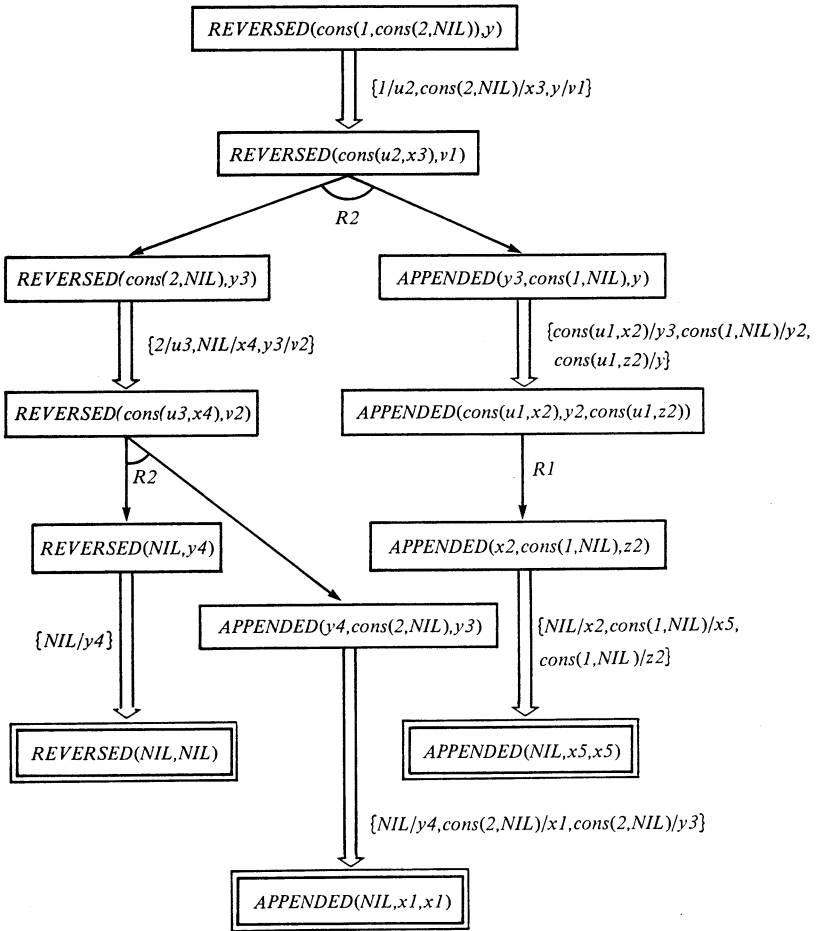 REVERSED(cons(1,cons(2,NIL)),y)
{1/u2,cons(2,NIL)/x3,y/v1}
REVERSED(cons(u2,x3),v1)
R2
REVERSED(cons(2,NIL),y3)
APPENDED(y3,cons(1,NIL),y)
{2/u3,NIL/x4,y3/v2}
{cons(u1,x2)/y3,cons(1,NIL)/y2,
cons(u1,z2)/y}
REVERSED(cons(u3,x4),v2)
APPENDED(cons(u1,x2),y2,cons(u1,z2))
R2
R1
REVERSED(NIL,y4)
APPENDED(x2,cons(1,NIL),z2)
APPENDED(y4,cons(2,NIL),y3)
{NIL/y4}
{NIL/x2,cons(1,NIL)/x5,
cons(1,NIL)/z2}
REVERSED(NIL,NIL)
APPENDED(NIL,x5,x5)
{NIL/y4,cons(2,NIL)/x1,cons(2,NIL)/y3}
APPENDED(NIL,x1,x1)